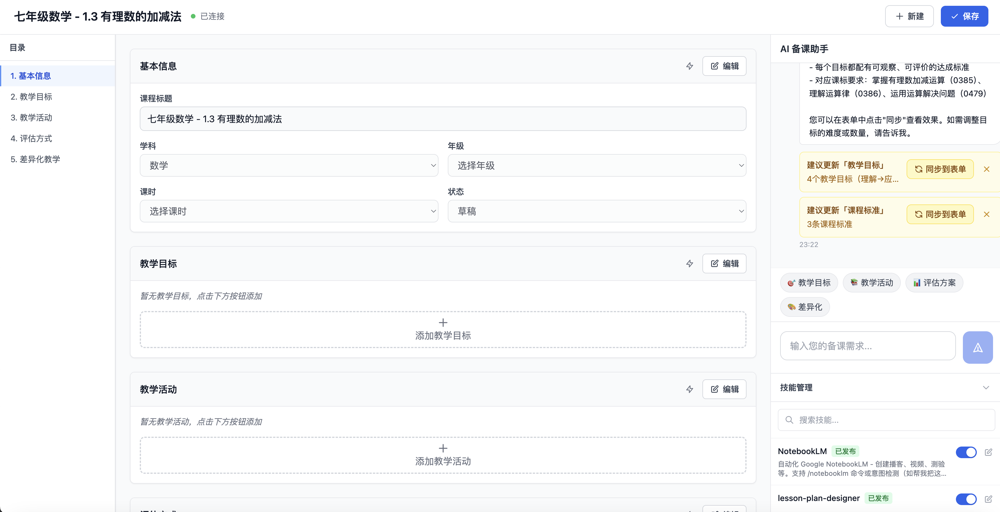 七年级数学 - 1.3 有理数的加减法
已连接
新建
保存
目录
1. 基本信息
2. 教学目标
3. 教学活动
4. 评估方式
5. 差异化教学
基本信息
编辑
课程标题
七年级数学 - 1.3 有理数的加减法
学科
年级
数学
选择年级
课时
状态
选择课时
草稿
教学目标
编辑
暂无教学目标，点击下方按钮添加
添加教学目标
教学活动
编辑
暂无教学活动，点击下方按钮添加
添加教学活动
AI 备课助手
- 每个目标都配有可观察、可评价的达成标准
- 对应课标要求：掌握有理数加减运算（0385）、
理解运算律（0386）、运用运算解决问题（0479）
您可以在表单中点击"同步"查看效果。如需调整目
标的难度或数量，请告诉我。
建议更新「教学目标」
4个教学目标（理解→应...
同步到表单
建议更新「课程标准」
3条课程标准
同步到表单
23:22
教学目标
教学活动
评估方案
差异化
输入您的备课需求...
技能管理
搜索技能...
NotebookLM 已发布
自动化 Google NotebookLM - 创建播客、视频、测验
等。支持 /notebooklm 命令或意图检测（如帮我把这...
lesson-plan-designer 已发布